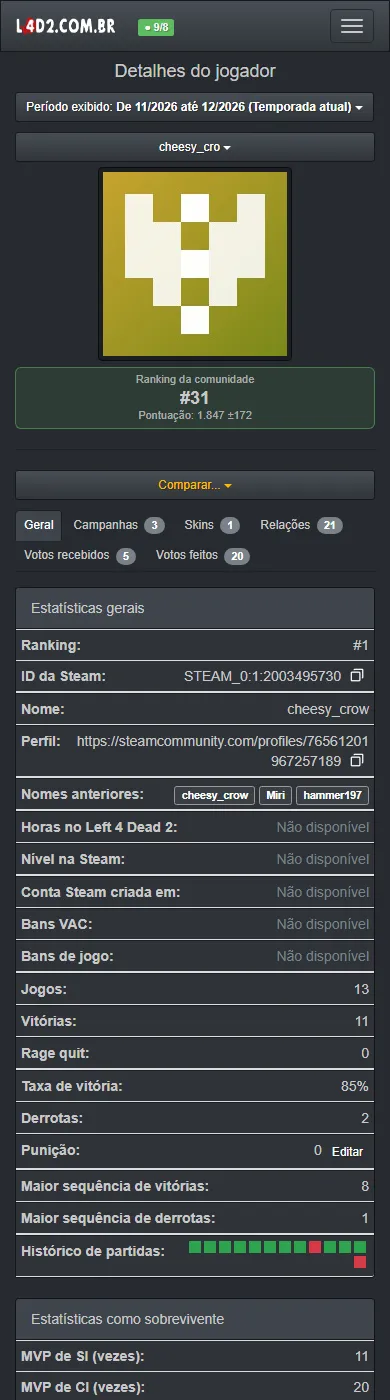 L4D2.COM.BR
● 9/8
Detalhes do jogador
Período exibido: De 11/2026 até 12/2026 (Temporada atual)
cheesy_cro
Ranking da comunidade
#31
Pontuação: 1.847 ±172
Comparar...
Geral Campanhas 3 Skins 1 Relações 21
Votos recebidos 5 Votos feitos 20
Estatísticas gerais
Ranking: #1
ID da Steam: STEAM_0:1:2003495730
Nome: cheesy_crow
Perfil: https://steamcommunity.com/profiles/76561201
967257189
Nomes anteriores: cheesy_crow Miri hammer197
Horas no Left 4 Dead 2: Não disponível
Nível na Steam: Não disponível
Conta Steam criada em: Não disponível
Bans VAC: Não disponível
Bans de jogo: Não disponível
Jogos: 13
Vitórias: 11
Rage quit: 0
Taxa de vitória: 85%
Derrotas: 2
Punição: 0 Editar
Maior sequência de vitórias: 8
Maior sequência de derrotas: 1
Histórico de partidas:
Estatísticas como sobrevivente
MVP de SI (vezes): 11
MVP de CI (vezes): 20